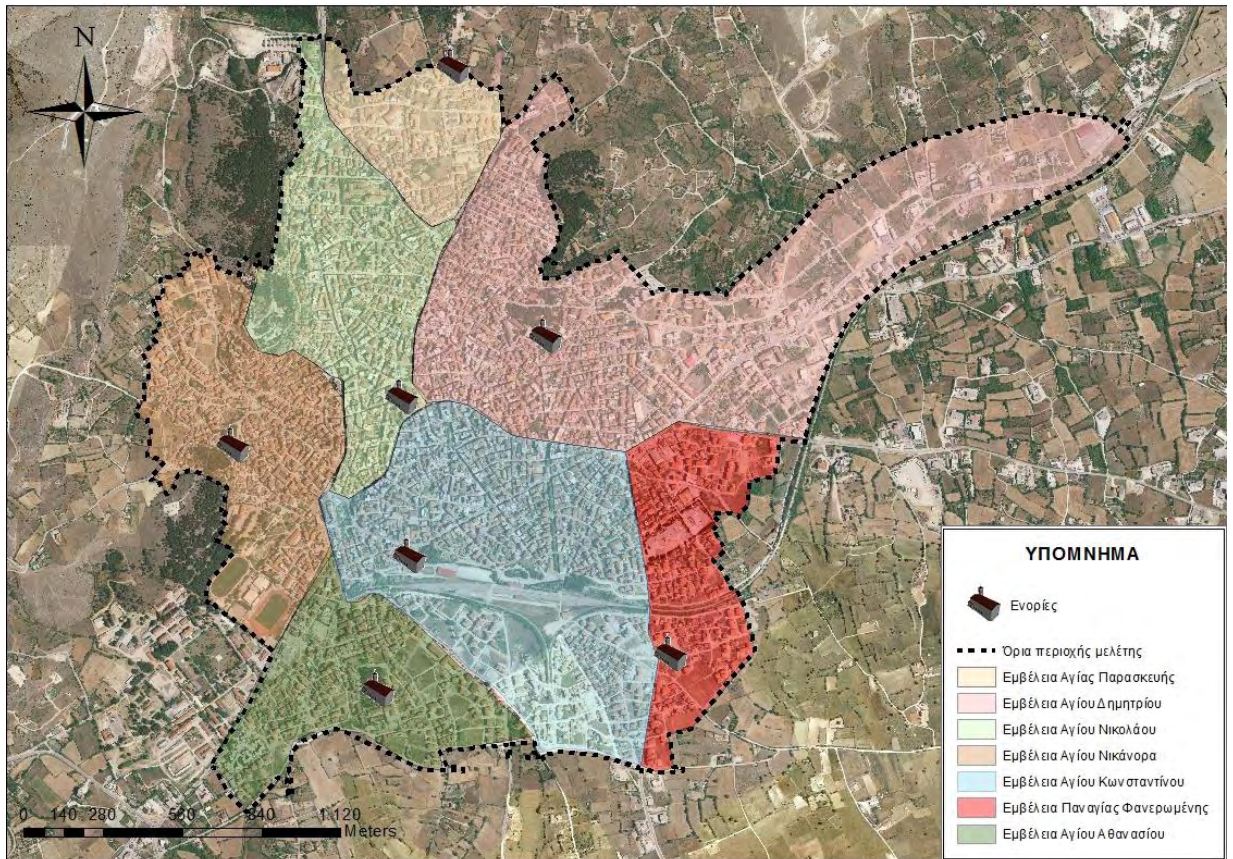 N
ΥΠΟΜΝΗΜΑ
Ενορίες
Όρια περιοχής μελέτης
Εμβέλεια Αγίας Παρασκευής
Εμβέλεια Αγίου Δημητρίου
Εμβέλεια Αγίου Νικολάου
Εμβέλεια Αγίου Νικάνορα
Εμβέλεια Αγίου Κωνσταντίνου
Εμβέλεια Παναγίας Φανερωμένης
Εμβέλεια Αγίου Αθανασίου
0 140 280 560 840 1.120
Meters